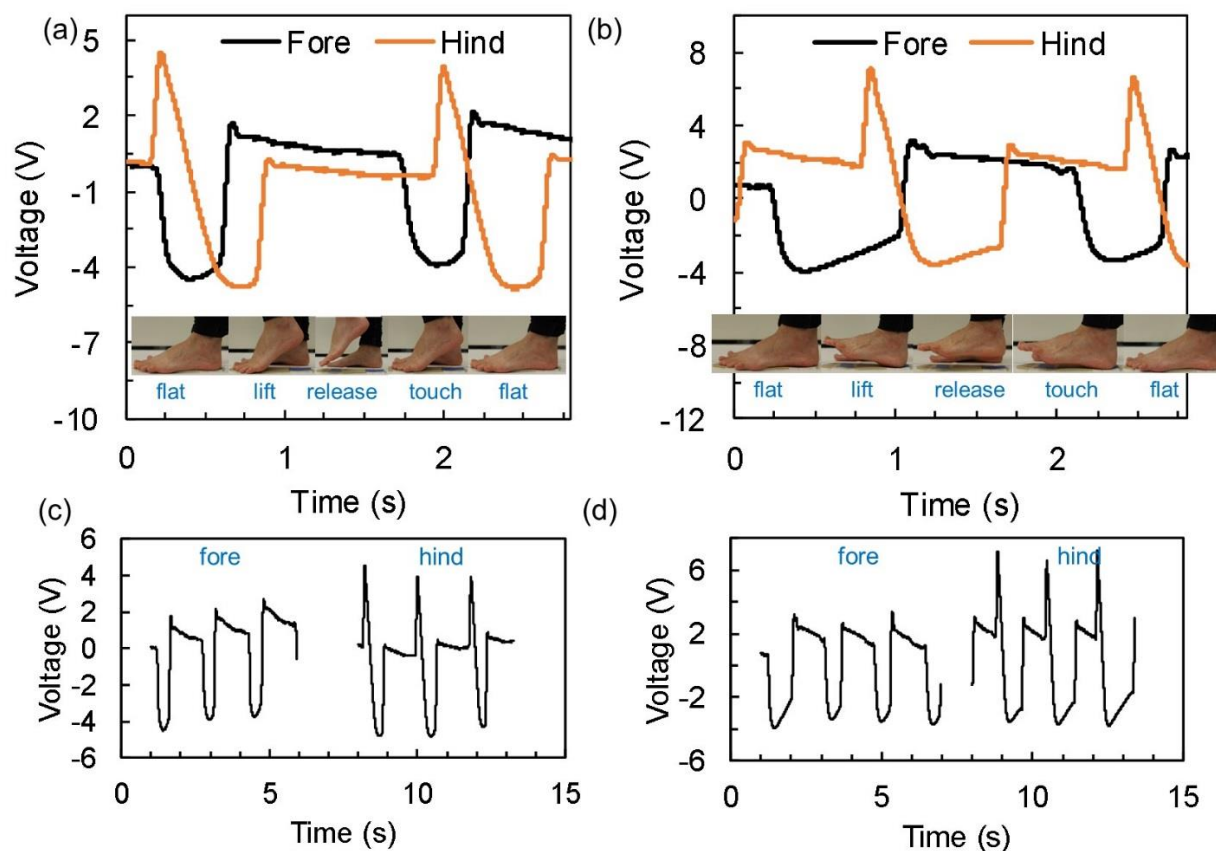 (a)
Fore Hind
5
2
-1
-4
-7
-10
Voltage (V)
flat lift release touch flat
0 1 2
Time (s)
(b)
Fore Hind
8
4
0
-4
-8
-12
Voltage (V)
flat lift release touch flat
0 1 2
Time (s)
(c)
fore hind
6
4
2
0
-2
-4
-6
Voltage (V)
0 5 10 15
Time (s)
(d)
fore hind
6
2
-2
-6
Voltage (V)
0 5 10 15
Time (s)